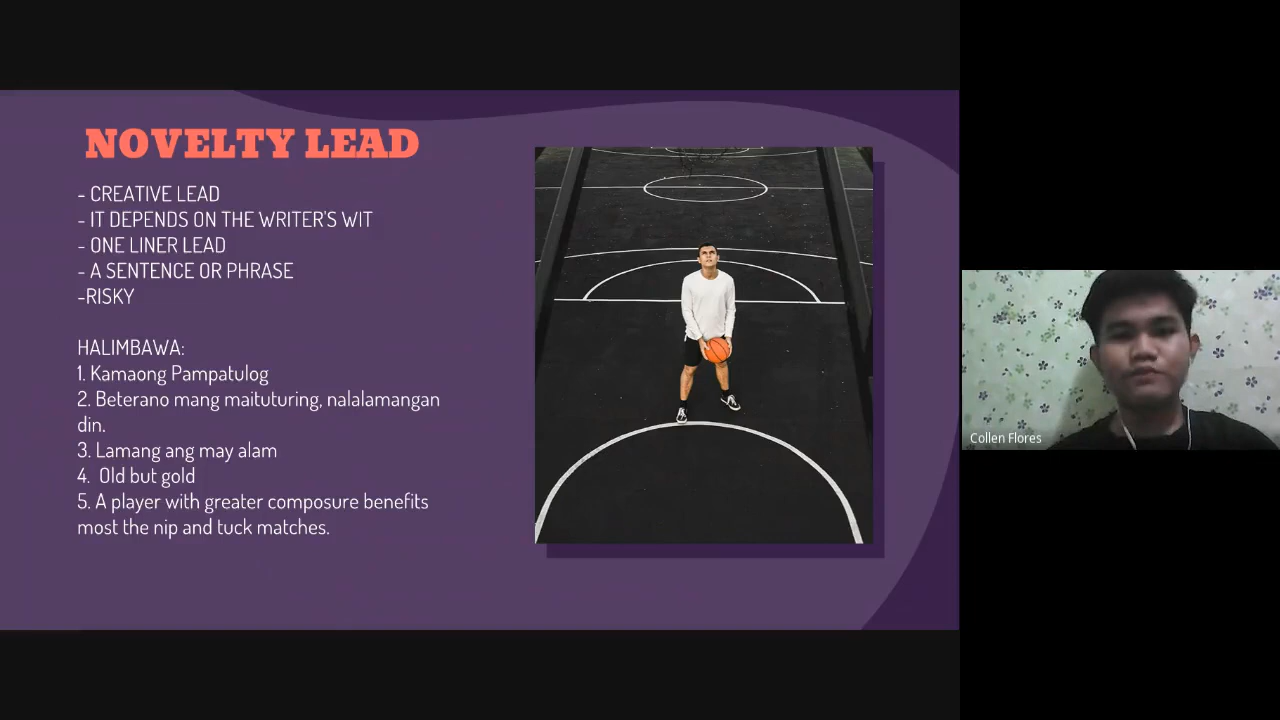 NOVELTY LEAD
- CREATIVE LEAD
- IT DEPENDS ON THE WRITER'S WIT
- ONE LINER LEAD
- A SENTENCE OR PHRASE
-RISKY
HALIMBAWA:
1. Kamaong Pampatulog
2. Beterano mang maituturing, nalalamangan
din.
3. Lamang ang may alam
4. Old but gold
5. A player with greater composure benefits
most the nip and tuck matches.
Collen Flores